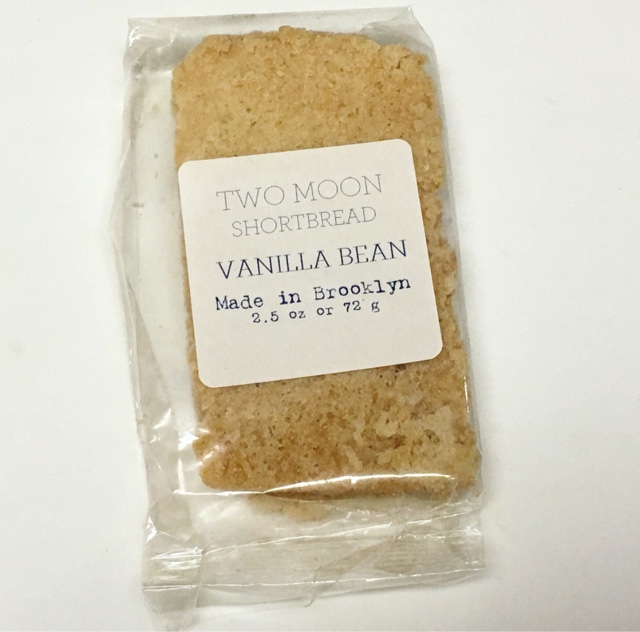 TWO MOON
SHORTBREAD
VANILLA BEAN
Made in Brooklyn
2.5 oz or 72 g